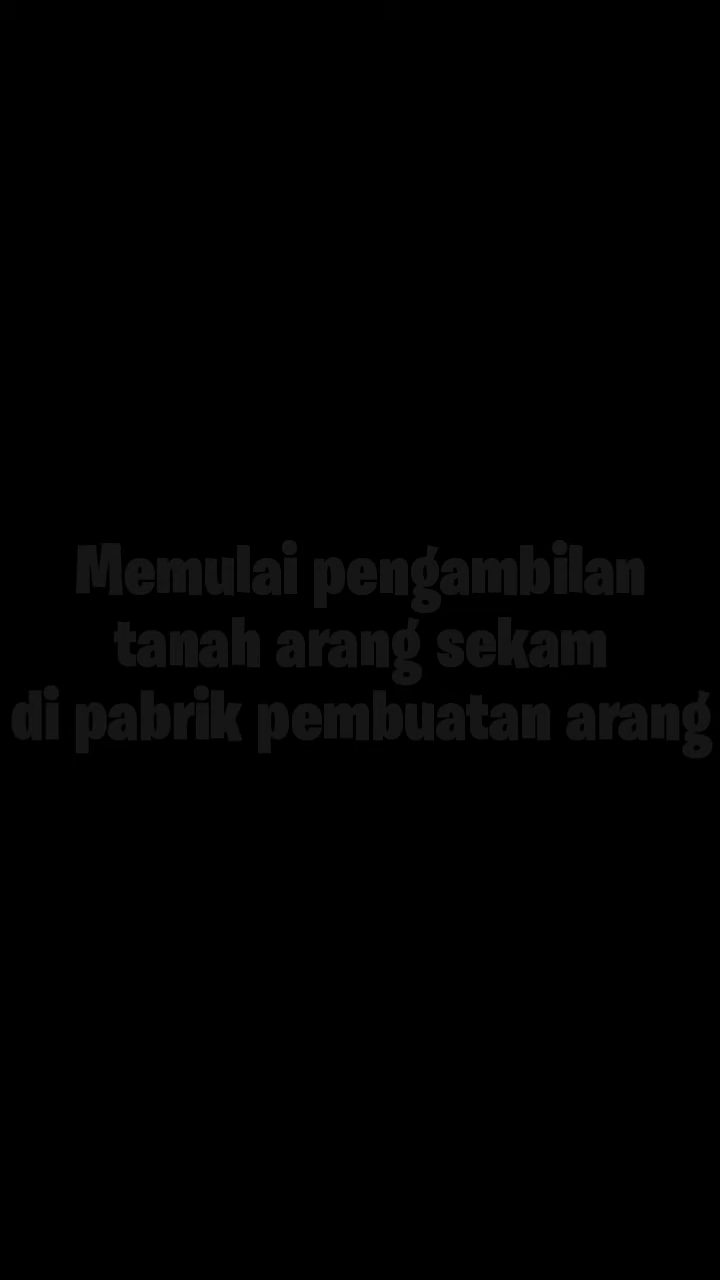 Memulai pengambilan
tanah arang sekam
di pabrik pembuatan arang